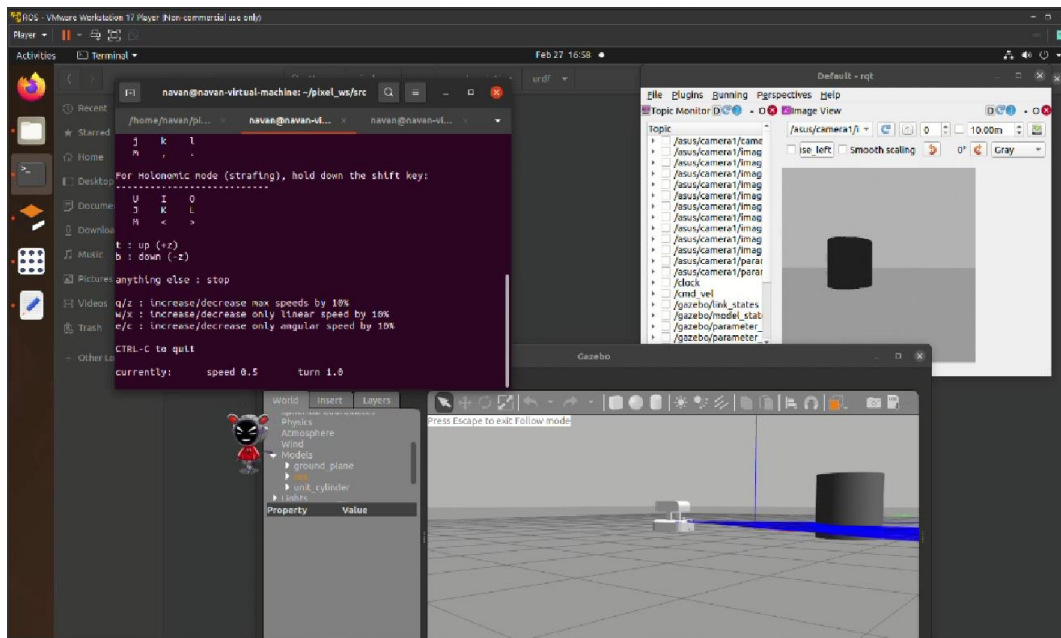 ROS - VMware Workstation 17 Player (Non-commercial use only)
Player
Activities
Terminal
Feb 27 16:58
urdf
Recent
Starred
Home
Desktop
Docume
Downloa
Music
Pictures
Videos
Trash
Other Lo
navan@navan-virtual-machine: ~/pixel_ws/src
/home/navan/pi...
navan@navan-vi...
navan@navan-vi...
j k l
m , .
For Holonomic mode (strafing), hold down the shift key:
---------------------------
U I O
J K L
M < >
t : up (+z)
b : down (-z)
anything else : stop
q/z : increase/decrease max speeds by 10%
w/x : increase/decrease only linear speed by 10%
e/c : increase/decrease only angular speed by 10%
CTRL-C to quit
currently: speed 0.5 turn 1.0
Default - rqt
File Plugins Running Perspectives Help
Topic Monitor
Image View
Topic
/asus/camera1/came
/asus/camera1/imag
/asus/camera1/imag
/asus/camera1/imag
/asus/camera1/imag
/asus/camera1/imag
/asus/camera1/imag
/asus/camera1/imag
/asus/camera1/imag
/asus/camera1/imag
/asus/camera1/parar
/asus/camera1/parar
/clock
/cmd_vel
/gazebo/link_states
/gazebo/model_stat
/gazebo/parameter_
/gazebo/parameter_
/asus/camera1/i
0
10.00m
se_left
Smooth scaling
0°
Gray
Gazebo
World Insert Layers
Physics
Atmosphere
Wind
Models
ground_plane
unit_cylinder
Lights
Property Value
Press Escape to exit Follow mode